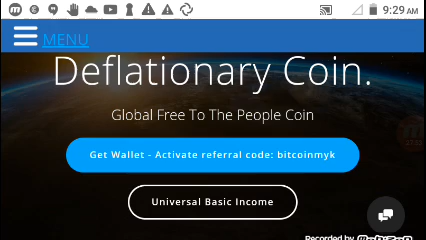 9:29 AM
MENU
Deflationary Coin.
Global Free To The People Coin
Get Wallet - Activate referral code: bitcoinmyk
Universal Basic Income
Recorded by